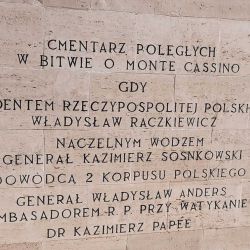 CMENTARZ POLEGŁYCH
W BITWIE O MONTE CASSINO
GDY
DENTEM RZECZYPOSPOLITEJ POLSK
WŁADYSŁAW RACZKIEWICZ
NACZELNYM WODZEM
GENERAŁ KAZIMIERZ SOSNKOWSKI
DOWÓDCĄ 2 KORPUSU POLSKIEGO
GENERAŁ WŁADYSŁAW ANDERS
MBASADOREM R. P. PRZY WATYKANIE
DR KAZIMIERZ PAPÉE